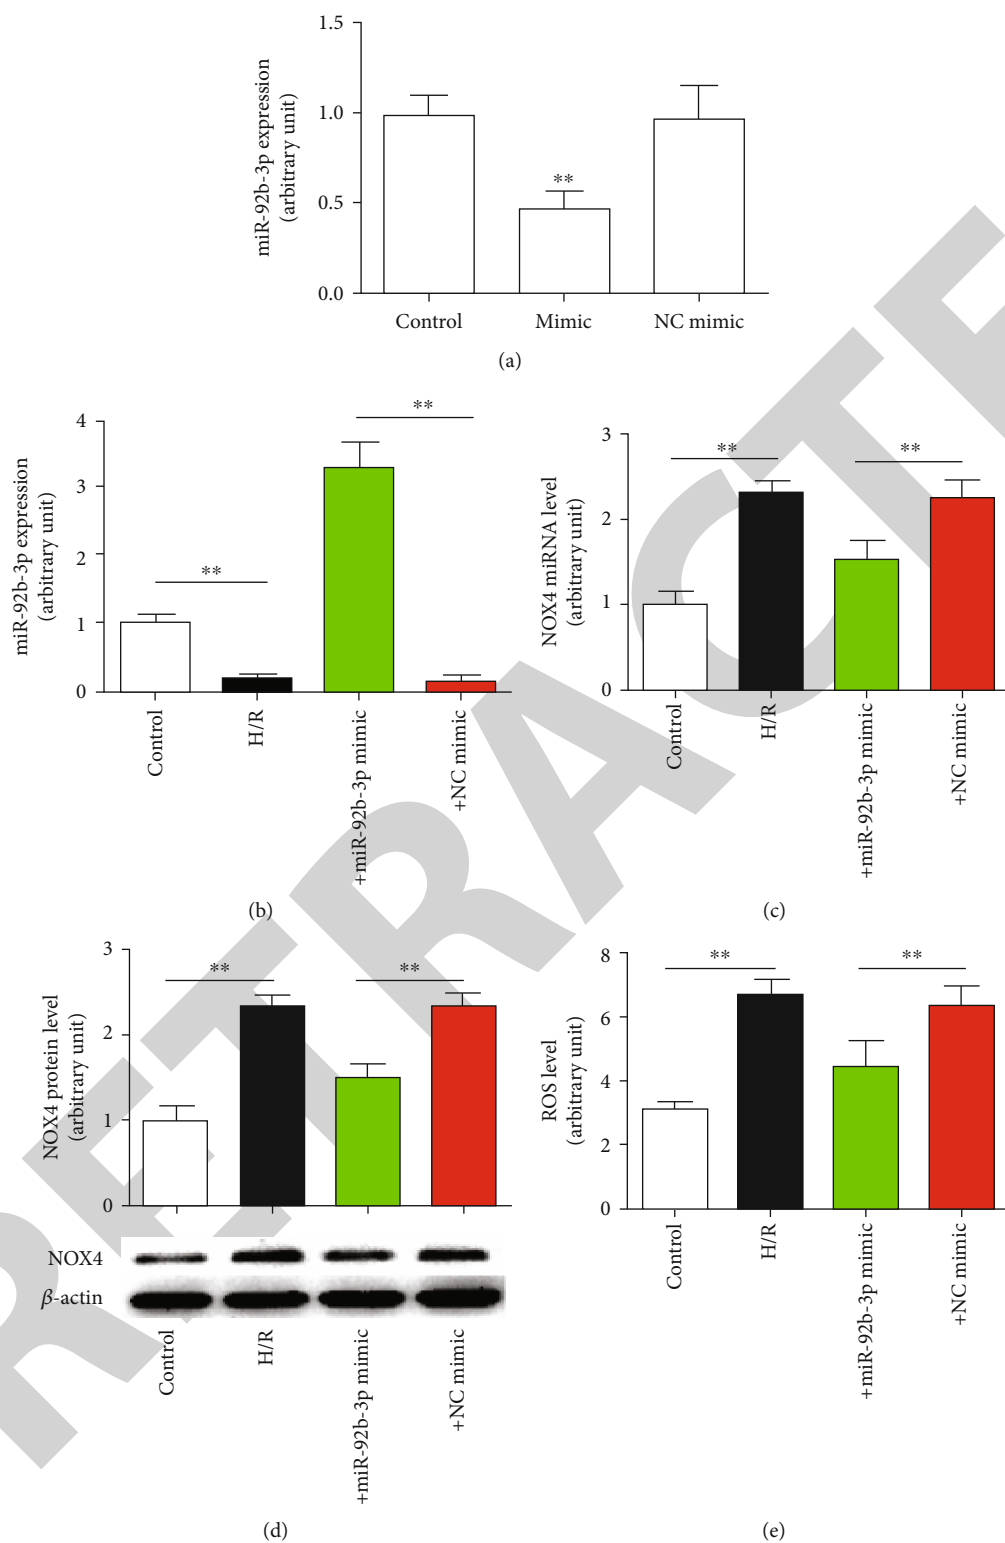 1.5
1.0
0.5
0.0
miR-92b-3p expression
(arbitrary unit)
**
Control
Mimic
NC mimic
(a)
4
3
2
1
0
miR-92b-3p expression
(arbitrary unit)
**
**
Control
H/R
+miR-92b-3p mimic
+NC mimic
(b)
3
2
1
0
NOX4 miRNA level
(arbitrary unit)
**
**
Control
H/R
+miR-92b-3p mimic
+NC mimic
(c)
3
2
1
0
NOX4 protein level
(arbitrary unit)
**
**
NOX4
β-actin
Control
H/R
+miR-92b-3p mimic
+NC mimic
(d)
8
6
4
2
0
ROS level
(arbitrary unit)
**
**
Control
H/R
+miR-92b-3p mimic
+NC mimic
(e)
RETRACTE